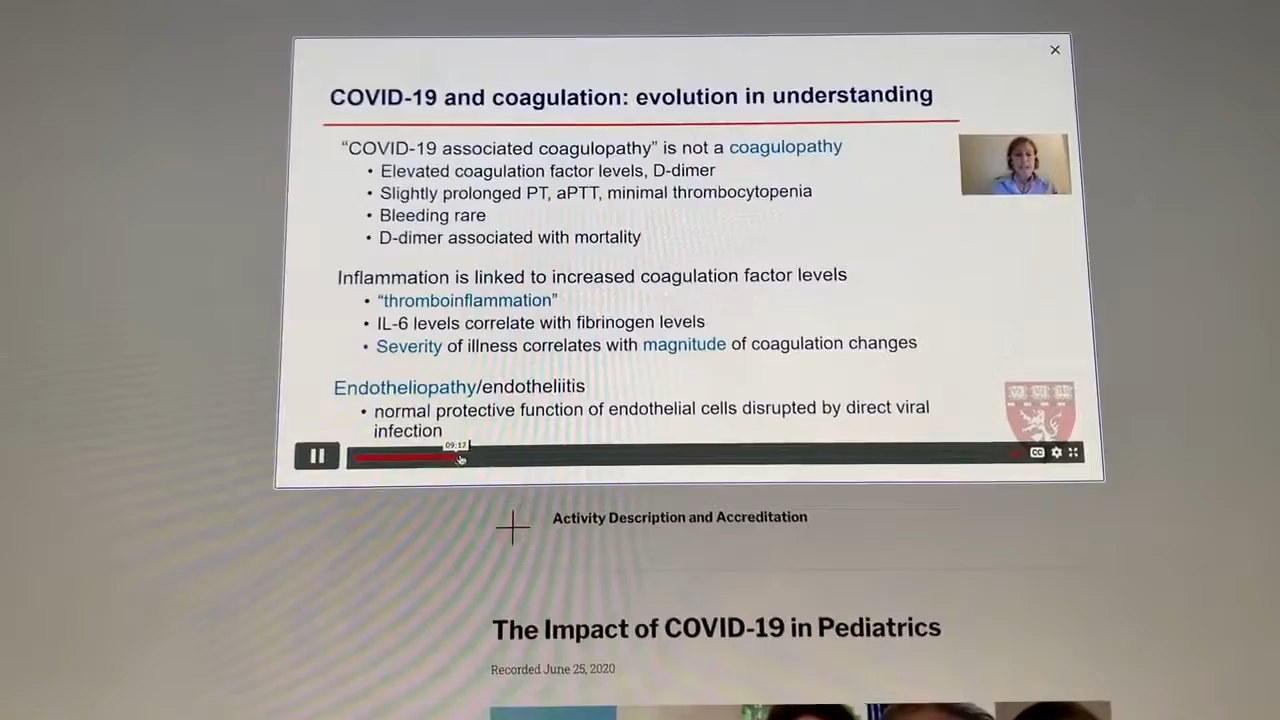 COVID-19 and coagulation: evolution in understanding
“COVID-19 associated coagulopathy” is not a coagulopathy
• Elevated coagulation factor levels, D-dimer
• Slightly prolonged PT, aPTT, minimal thrombocytopenia
• Bleeding rare
• D-dimer associated with mortality
Inflammation is linked to increased coagulation factor levels
• “thromboinflammation”
• IL-6 levels correlate with fibrinogen levels
• Severity of illness correlates with magnitude of coagulation changes
Endotheliopathy/endotheliitis
• normal protective function of endothelial cells disrupted by direct viral
infection
09:17
CC
Activity Description and Accreditation
The Impact of COVID-19 in Pediatrics
Recorded June 25, 2020